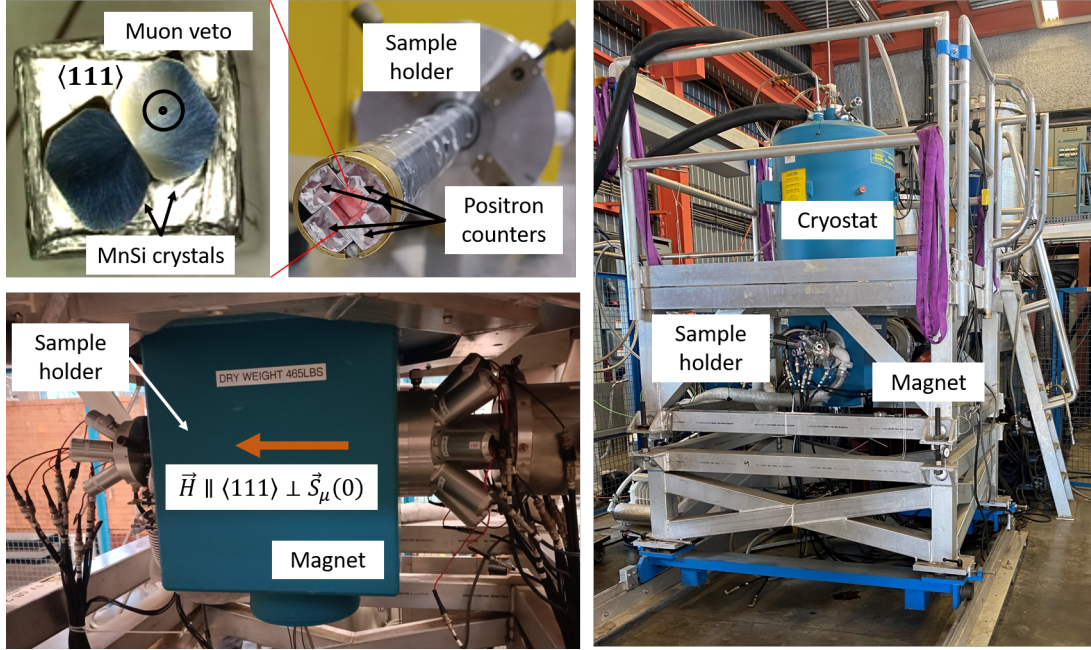 Muon veto
⟨111⟩
MnSi crystals
Sample
holder
Positron
counters
Sample
holder
DRY WEIGHT 465LBS
H⃗ ∥ ⟨111⟩ ⊥ S⃗μ(0)
Magnet
Cryostat
Sample
holder
Magnet